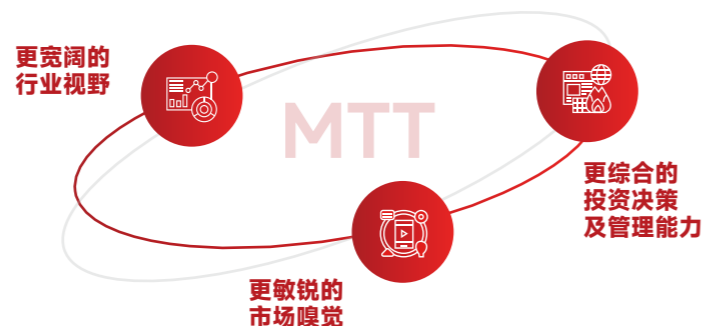 更宽阔的
行业视野
MTT
更综合的
投资决策
及管理能力
更敏锐的
市场嗅觉